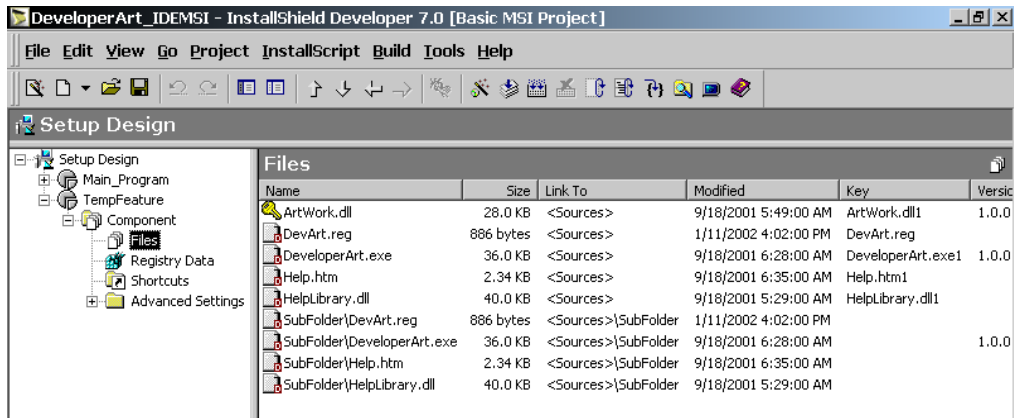 DeveloperArt_IDEMSI - InstallShield Developer 7.0 [Basic MSI Project]
File Edit View Go Project InstallScript Build Tools Help
Setup Design
Setup Design
Main_Program
TempFeature
Component
Files
Registry Data
Shortcuts
Advanced Settings
Files
Name Size Link To Modified Key Versic
ArtWork.dll 28.0 KB <Sources> 9/18/2001 5:49:00 AM ArtWork.dll1 1.0.0
DevArt.reg 886 bytes <Sources> 1/11/2002 4:02:00 PM DevArt.reg
DeveloperArt.exe 36.0 KB <Sources> 9/18/2001 6:28:00 AM DeveloperArt.exe1 1.0.0
Help.htm 2.34 KB <Sources> 9/18/2001 6:35:00 AM Help.htm1
HelpLibrary.dll 40.0 KB <Sources> 9/18/2001 5:29:00 AM HelpLibrary.dll1
SubFolder\DevArt.reg 886 bytes <Sources>\SubFolder 1/11/2002 4:02:00 PM
SubFolder\DeveloperArt.exe 36.0 KB <Sources>\SubFolder 9/18/2001 6:28:00 AM 1.0.0
SubFolder\Help.htm 2.34 KB <Sources>\SubFolder 9/18/2001 6:35:00 AM
SubFolder\HelpLibrary.dll 40.0 KB <Sources>\SubFolder 9/18/2001 5:29:00 AM